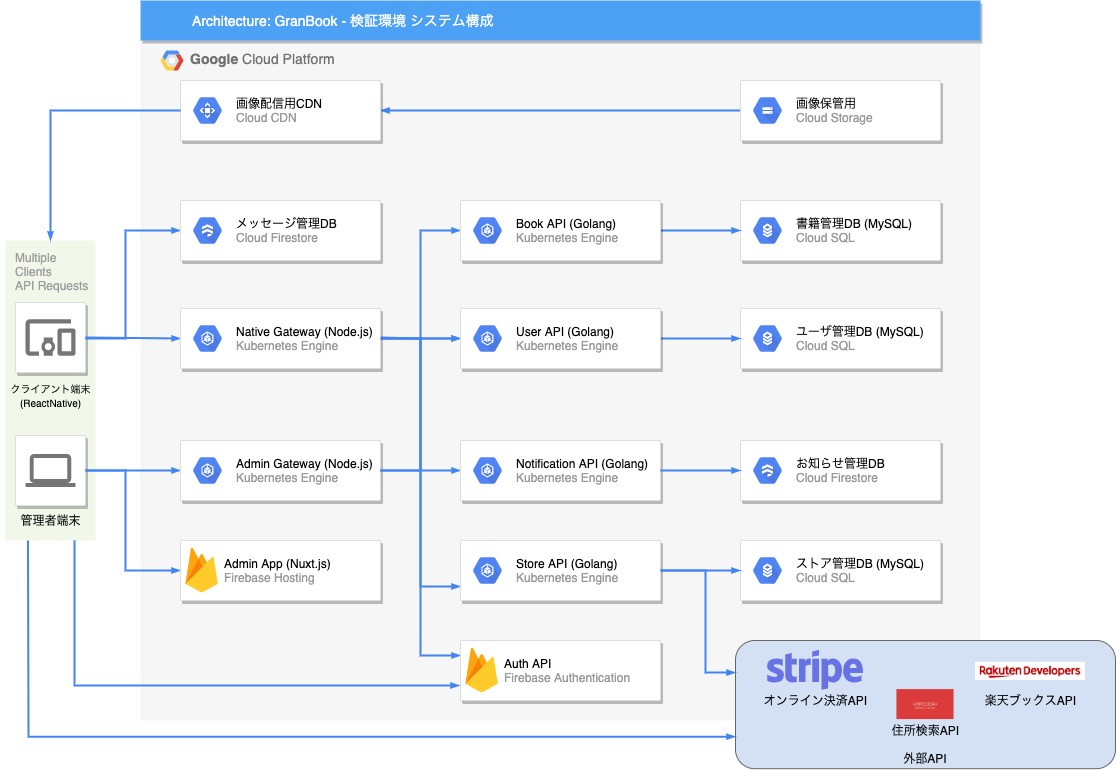 Architecture: GranBook - 検証環境 システム構成
Google Cloud Platform
画像配信用CDN
Cloud CDN
画像保管用
Cloud Storage
メッセージ管理DB
Cloud Firestore
Book API (Golang)
Kubernetes Engine
書籍管理DB (MySQL)
Cloud SQL
Multiple
Clients
API Requests
Native Gateway (Node.js)
Kubernetes Engine
User API (Golang)
Kubernetes Engine
ユーザ管理DB (MySQL)
Cloud SQL
クライアント端末
(ReactNative)
Admin Gateway (Node.js)
Kubernetes Engine
Notification API (Golang)
Kubernetes Engine
お知らせ管理DB
Cloud Firestore
管理者端末
Admin App (Nuxt.js)
Firebase Hosting
Store API (Golang)
Kubernetes Engine
ストア管理DB (MySQL)
Cloud SQL
Auth API
Firebase Authentication
stripe
オンライン決済API
Rakuten Developers
楽天ブックスAPI
住所検索API
外部API